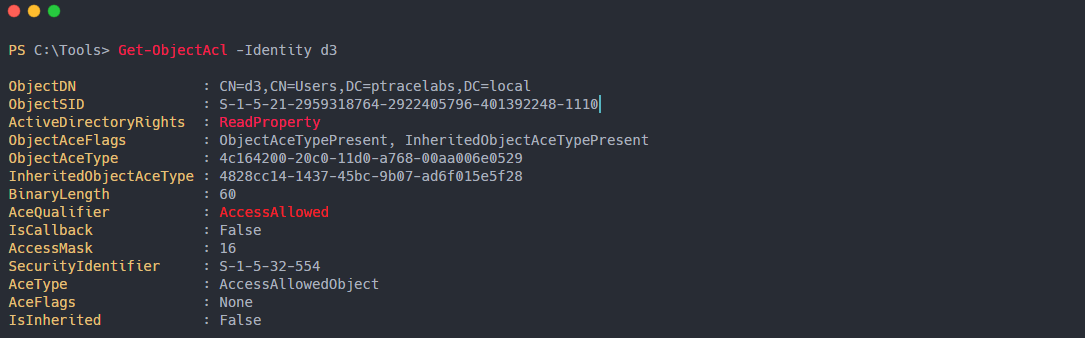 PS C:\Tools> Get-ObjectAcl -Identity d3
ObjectDN : CN=d3,CN=Users,DC=ptracelabs,DC=local
ObjectSID : S-1-5-21-2959318764-2922405796-401392248-1110
ActiveDirectoryRights : ReadProperty
ObjectAceFlags : ObjectAceTypePresent, InheritedObjectAceTypePresent
ObjectAceType : 4c164200-20c0-11d0-a768-00aa006e0529
InheritedObjectAceType : 4828cc14-1437-45bc-9b07-ad6f015e5f28
BinaryLength : 60
AceQualifier : AccessAllowed
IsCallback : False
AccessMask : 16
SecurityIdentifier : S-1-5-32-554
AceType : AccessAllowedObject
AceFlags : None
IsInherited : False